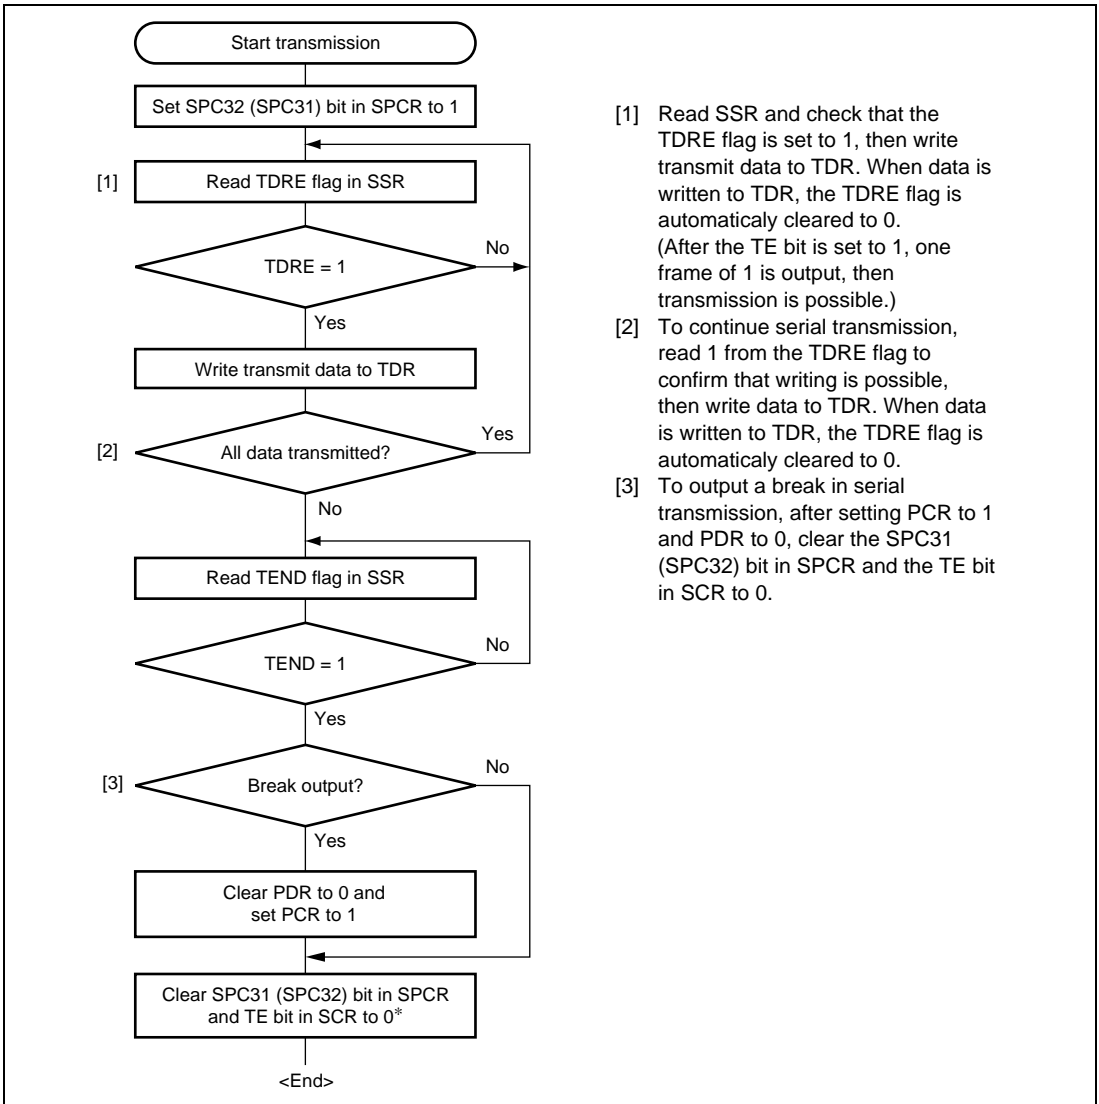 Start transmission
Set SPC32 (SPC31) bit in SPCR to 1
[1]
Read TDRE flag in SSR
No
TDRE = 1
Yes
Write transmit data to TDR
Yes
[2]
All data transmitted?
No
Read TEND flag in SSR
No
TEND = 1
Yes
No
[3]
Break output?
Yes
Clear PDR to 0 and
set PCR to 1
Clear SPC31 (SPC32) bit in SPCR
and TE bit in SCR to 0*
<End>
[1] Read SSR and check that the
TDRE flag is set to 1, then write
transmit data to TDR. When data is
written to TDR, the TDRE flag is
automaticaly cleared to 0.
(After the TE bit is set to 1, one
frame of 1 is output, then
transmission is possible.)
[2] To continue serial transmission,
read 1 from the TDRE flag to
confirm that writing is possible,
then write data to TDR. When data
is written to TDR, the TDRE flag is
automaticaly cleared to 0.
[3] To output a break in serial
transmission, after setting PCR to 1
and PDR to 0, clear the SPC31
(SPC32) bit in SPCR and the TE bit
in SCR to 0.